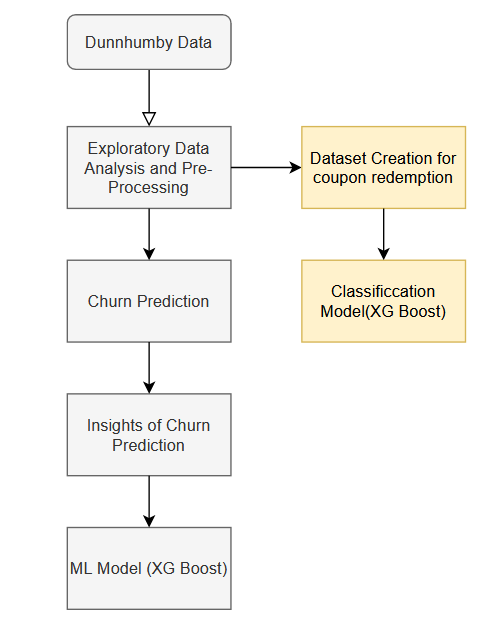 Dunnhumby Data
Exploratory Data
Analysis and Pre-
Processing
Dataset Creation for
coupon redemption
Churn Prediction
Classificcation
Model(XG Boost)
Insights of Churn
Prediction
ML Model (XG Boost)